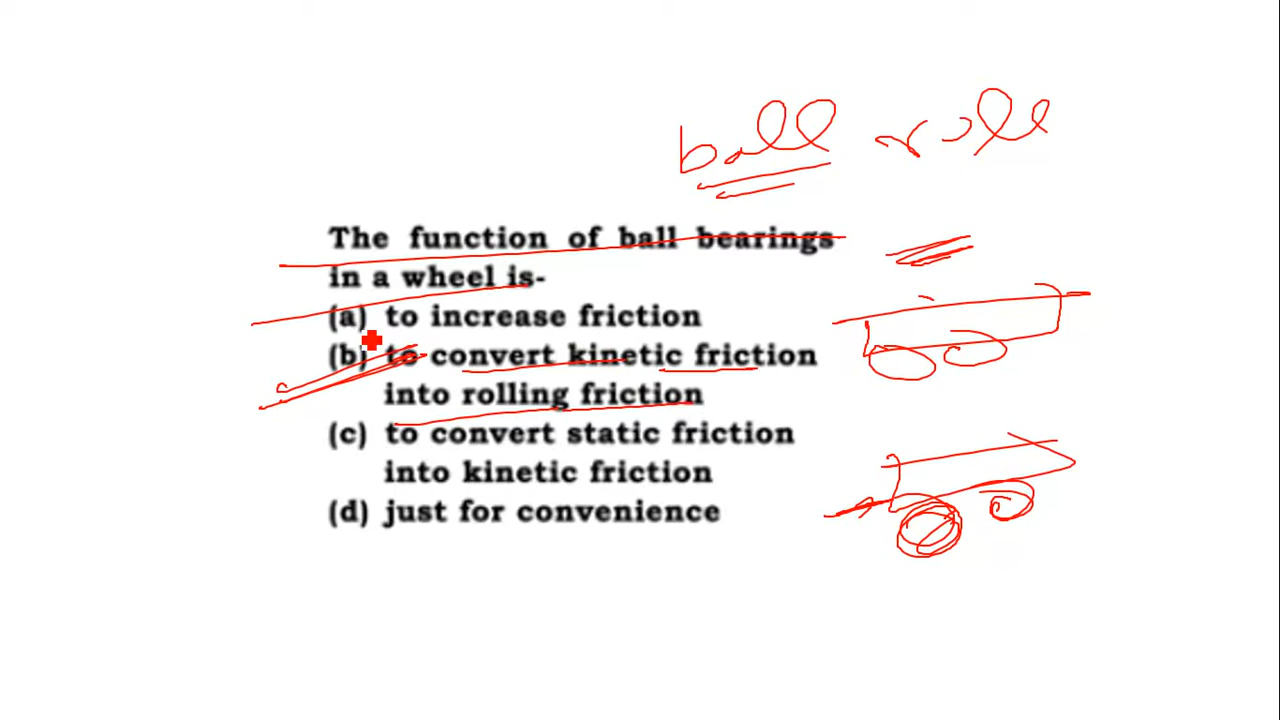 ball roll
The function of ball bearings
in a wheel is-
(a) to increase friction
(b) to convert kinetic friction
into rolling friction
(c) to convert static friction
into kinetic friction
(d) just for convenience